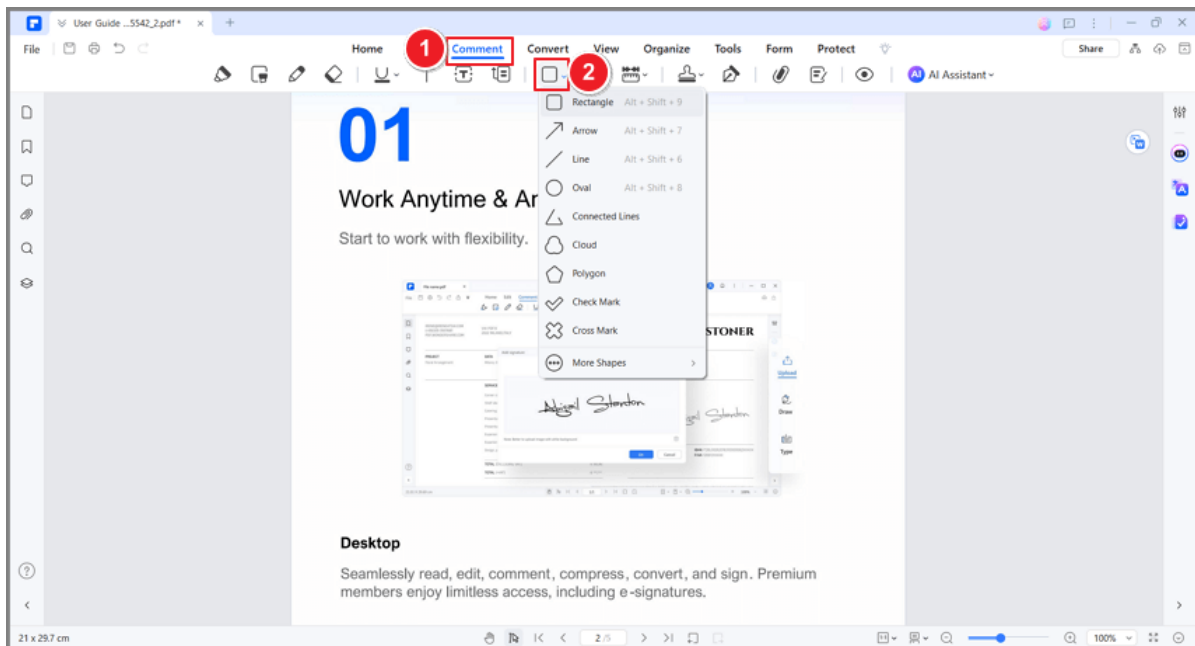 User Guide ...5542_2.pdf *
File
Home
1
Comment
Convert
View
Organize
Tools
Form
Protect
Share
2
AI Assistant
Rectangle Alt + Shift + 9
Arrow Alt + Shift + 7
Line Alt + Shift + 6
Oval Alt + Shift + 8
Connected Lines
Cloud
Polygon
Check Mark
Cross Mark
More Shapes
01
Work Anytime & Ar
Start to work with flexibility.
STONER
Upload
Draw
Type
Abigail Stanton
Desktop
Seamlessly read, edit, comment, compress, convert, and sign. Premium
members enjoy limitless access, including e-signatures.
21 x 29.7 cm
2 /5
100%